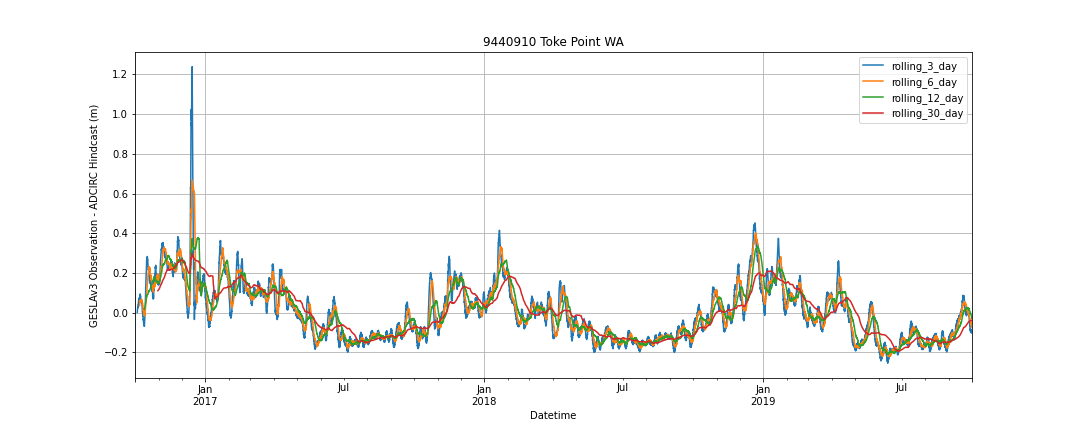 9440910 Toke Point WA
rolling_3_day
rolling_6_day
rolling_12_day
rolling_30_day
GESLAv3 Observation - ADCIRC Hindcast (m)
1.2
1.0
0.8
0.6
0.4
0.2
0.0
−0.2
Jan Jul Jan Jul Jan Jul
2017 2018 2019
Datetime